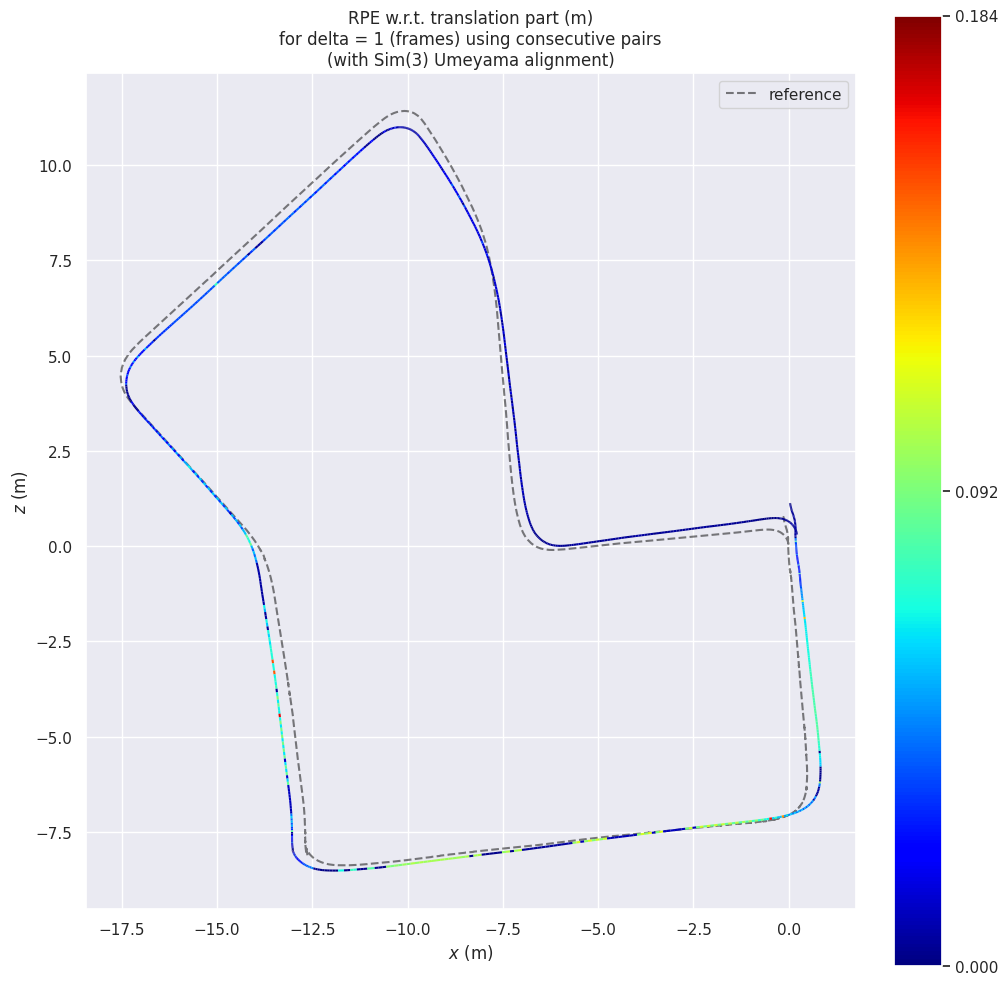 RPE w.r.t. translation part (m)
for delta = 1 (frames) using consecutive pairs
(with Sim(3) Umeyama alignment)
reference
0.184
0.092
0.000
10.0
7.5
5.0
2.5
0.0
−2.5
−5.0
−7.5
z (m)
−17.5 −15.0 −12.5 −10.0 −7.5 −5.0 −2.5 0.0
x (m)